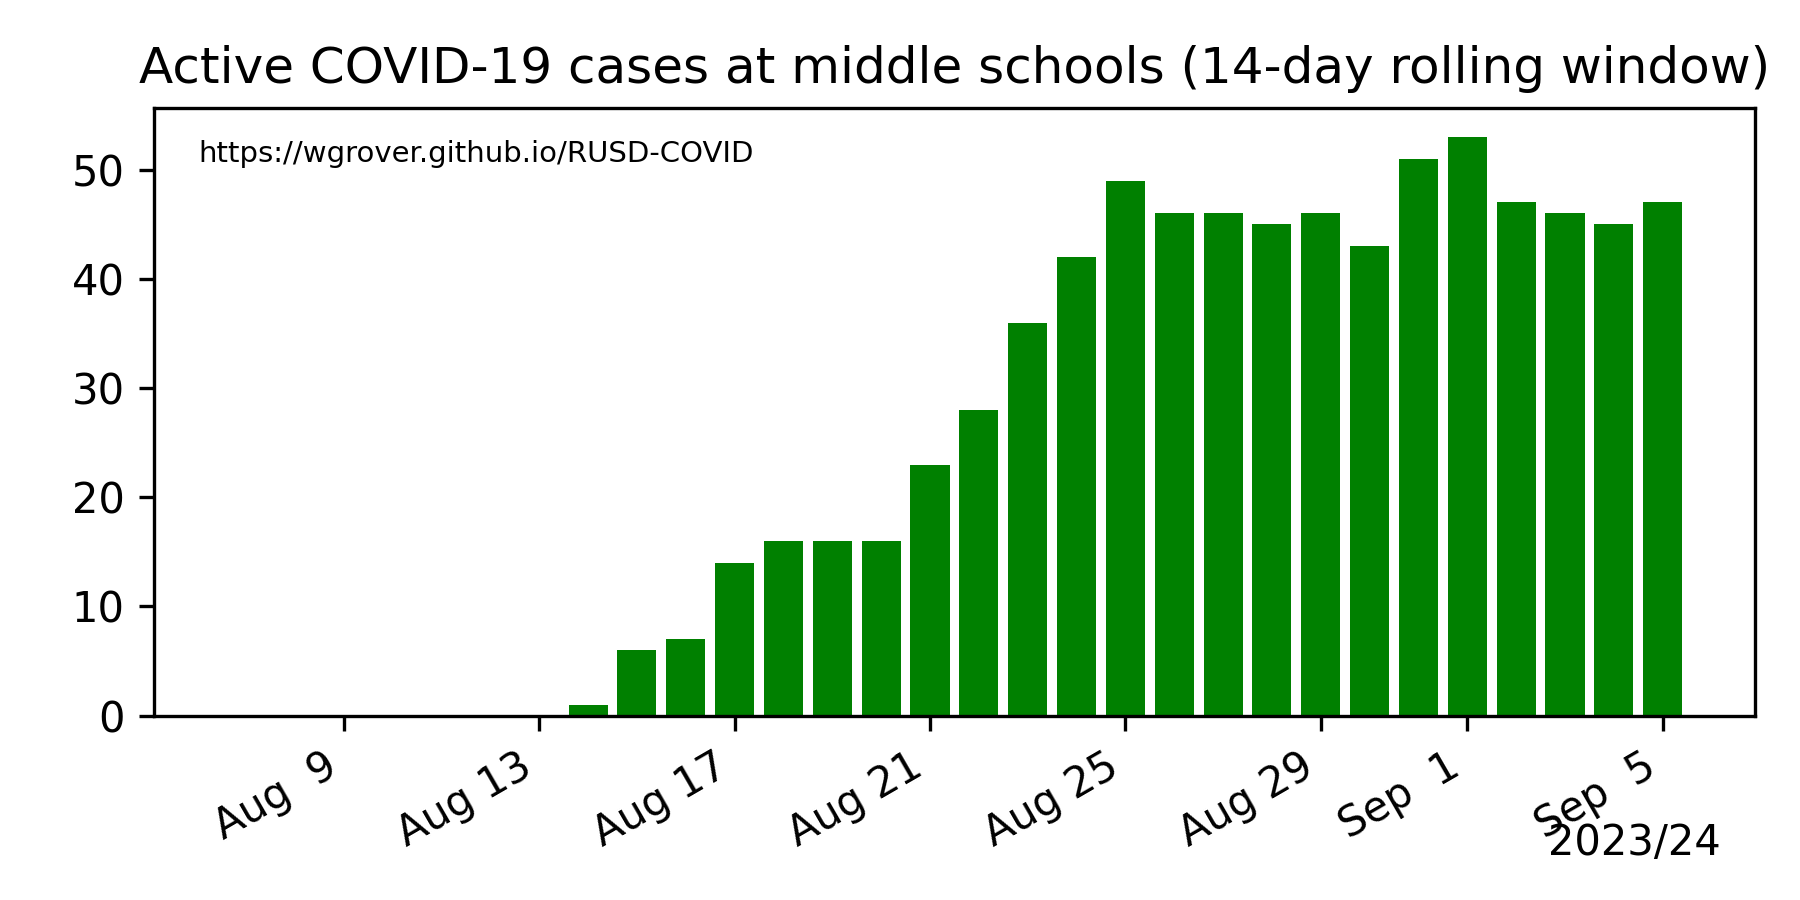 Active COVID-19 cases at middle schools (14-day rolling window)
https://wgrover.github.io/RUSD-COVID
50
40
30
20
10
0
Aug 9
Aug 13
Aug 17
Aug 21
Aug 25
Aug 29
Sep 1
Sep 5
2023/24